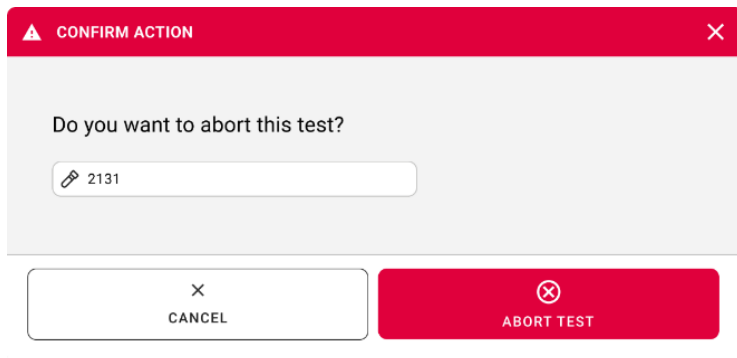 CONFIRM ACTION
Do you want to abort this test?
2131
CANCEL
ABORT TEST